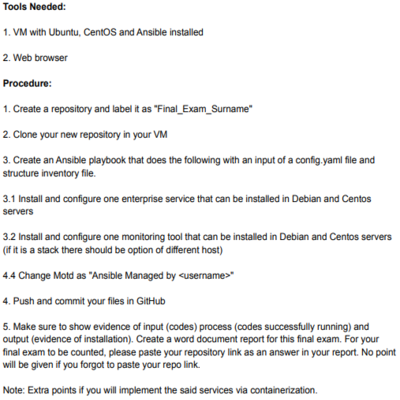 Tools Needed:
1. VM with Ubuntu, CentOS and Ansible installed
2. Web browser
Procedure:
1. Create a repository and label it as "Final_Exam_Surname"
2. Clone your new repository in your VM
3. Create an Ansible playbook that does the following with an input of a config.yaml file and
structure inventory file.
3.1 Install and configure one enterprise service that can be installed in Debian and Centos
servers
3.2 Install and configure one monitoring tool that can be installed in Debian and Centos servers
(if it is a stack there should be option of different host)
4.4 Change Motd as "Ansible Managed by <username>"
4. Push and commit your files in GitHub
5. Make sure to show evidence of input (codes) process (codes successfully running) and
output (evidence of installation). Create a word document report for this final exam. For your
final exam to be counted, please paste your repository link as an answer in your report. No point
will be given if you forgot to paste your repo link.
Note: Extra points if you will implement the said services via containerization.